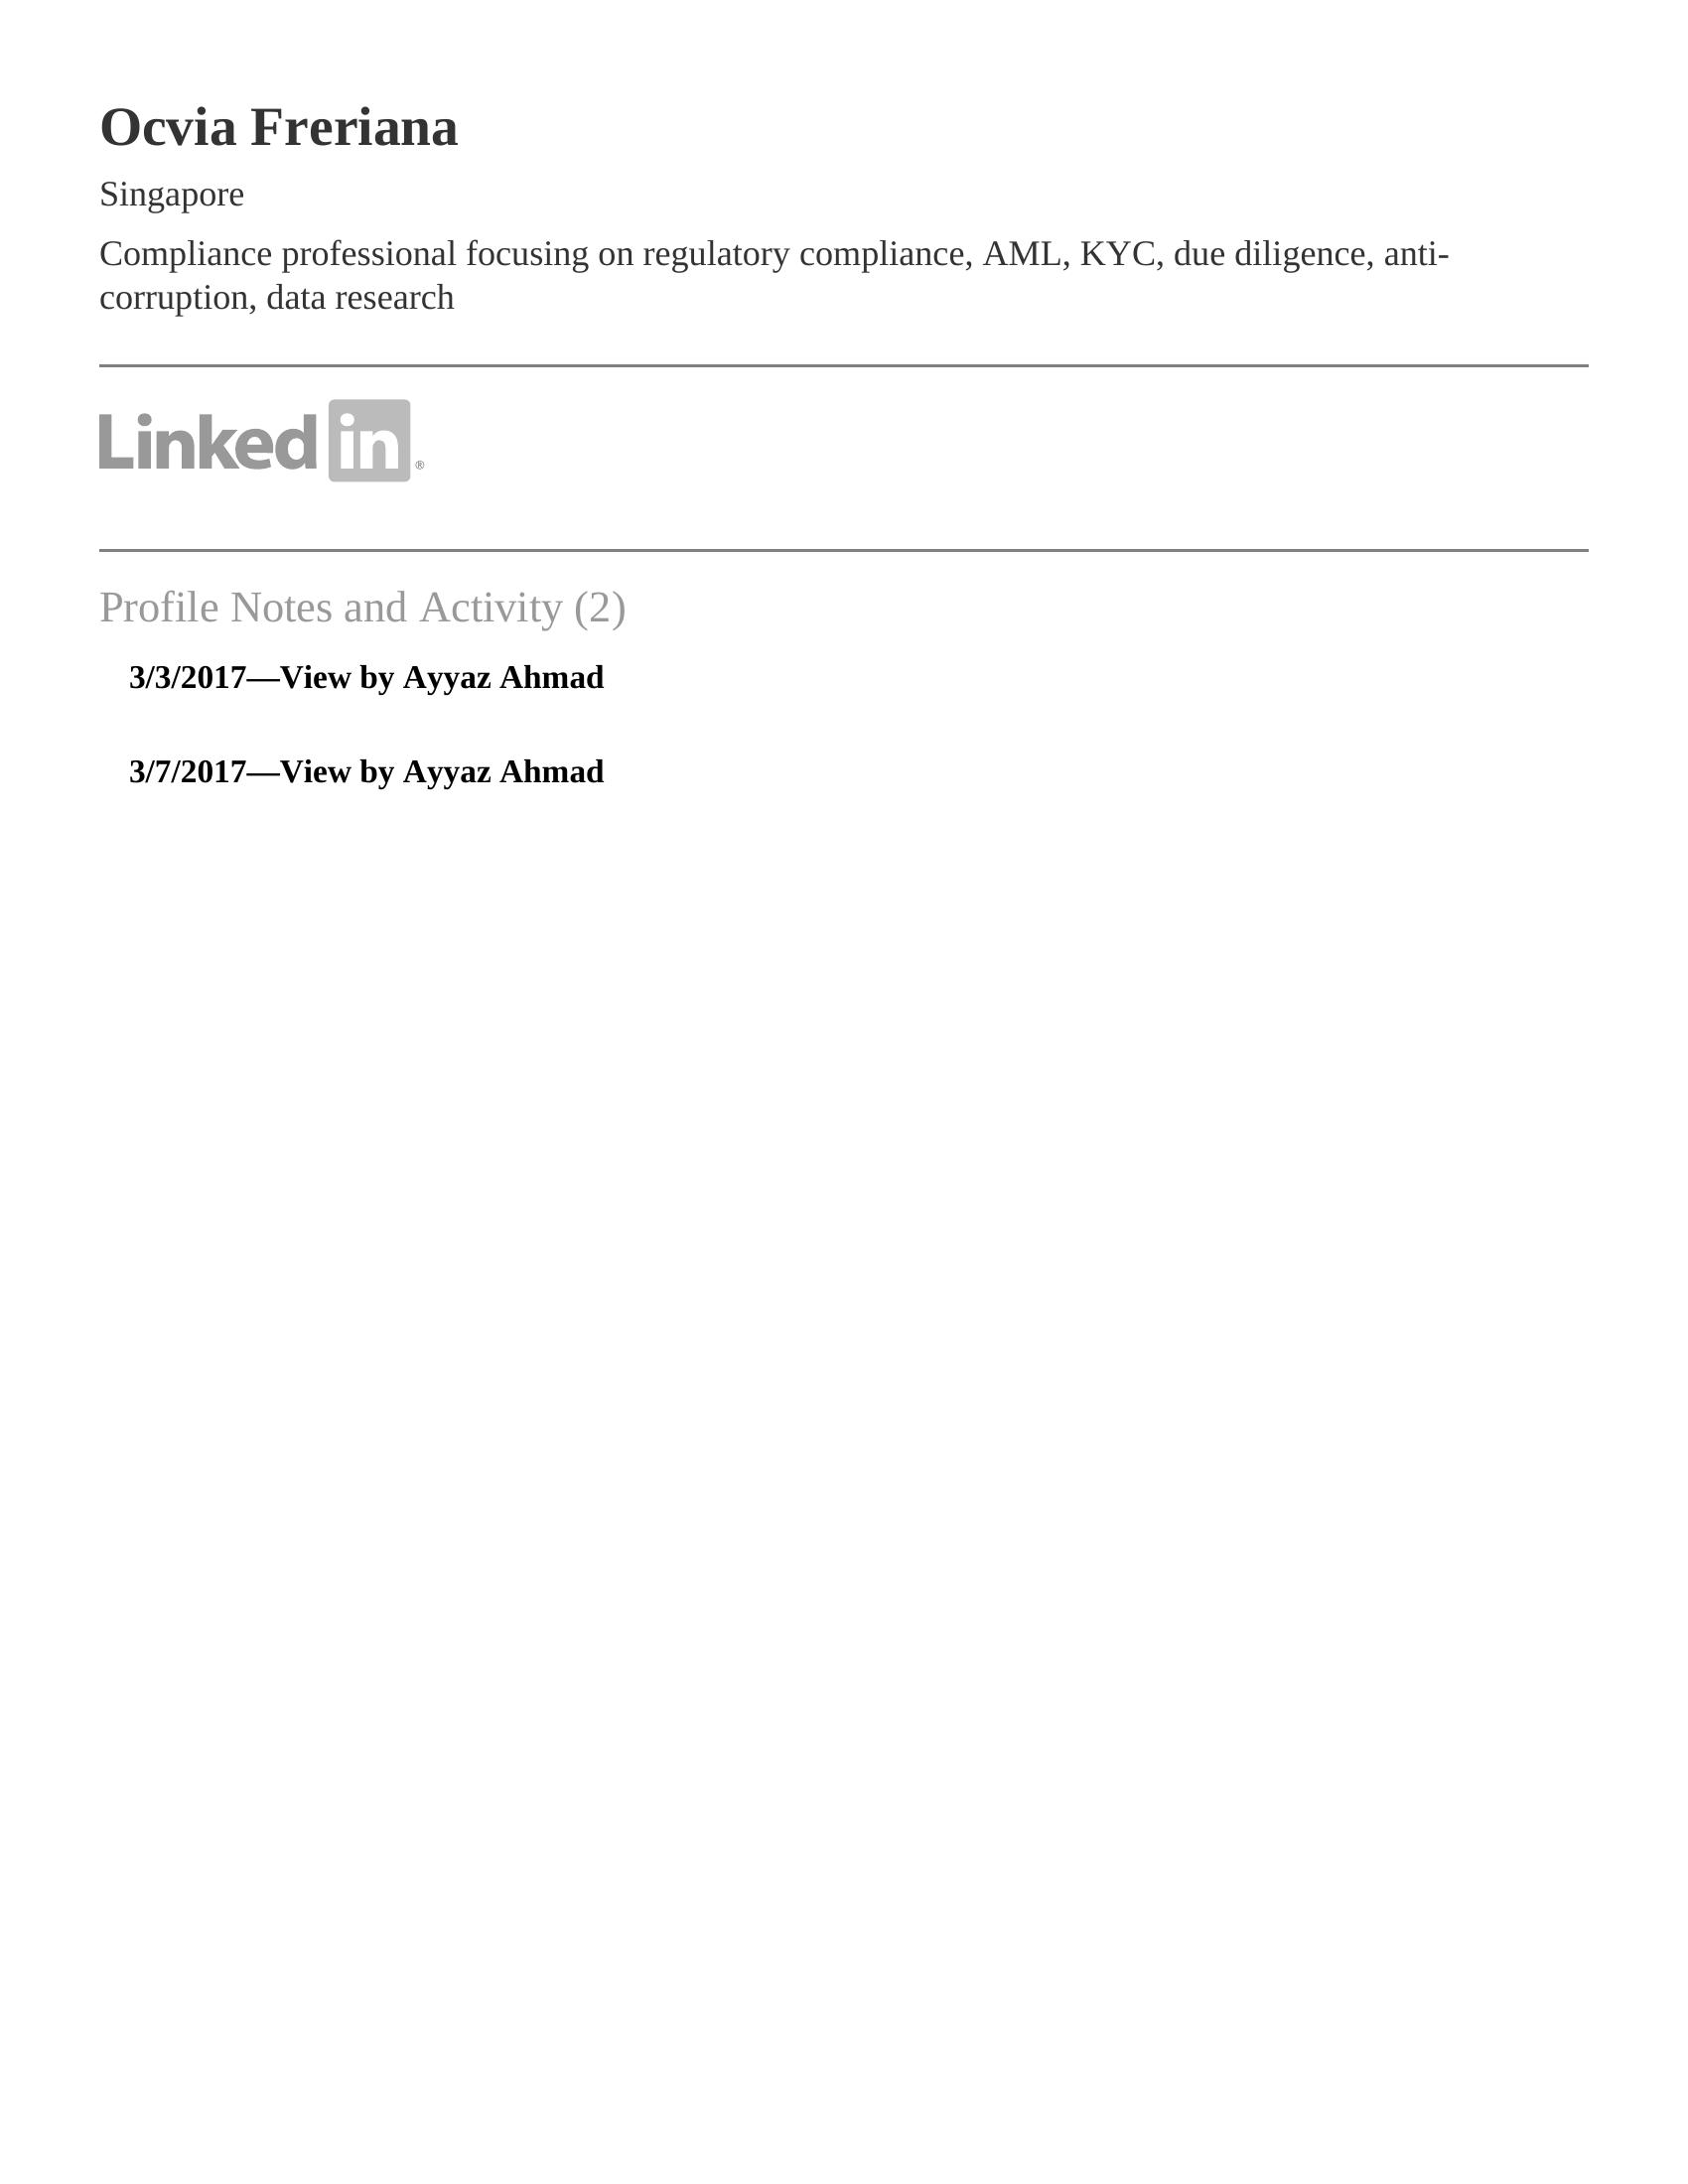 Ocvia Freriana
Singapore
Compliance professional focusing on regulatory compliance, AML, KYC, due diligence, anti-
corruption, data research
Linked in ®
Profile Notes and Activity (2)
3/3/2017—View by Ayyaz Ahmad
3/7/2017—View by Ayyaz Ahmad